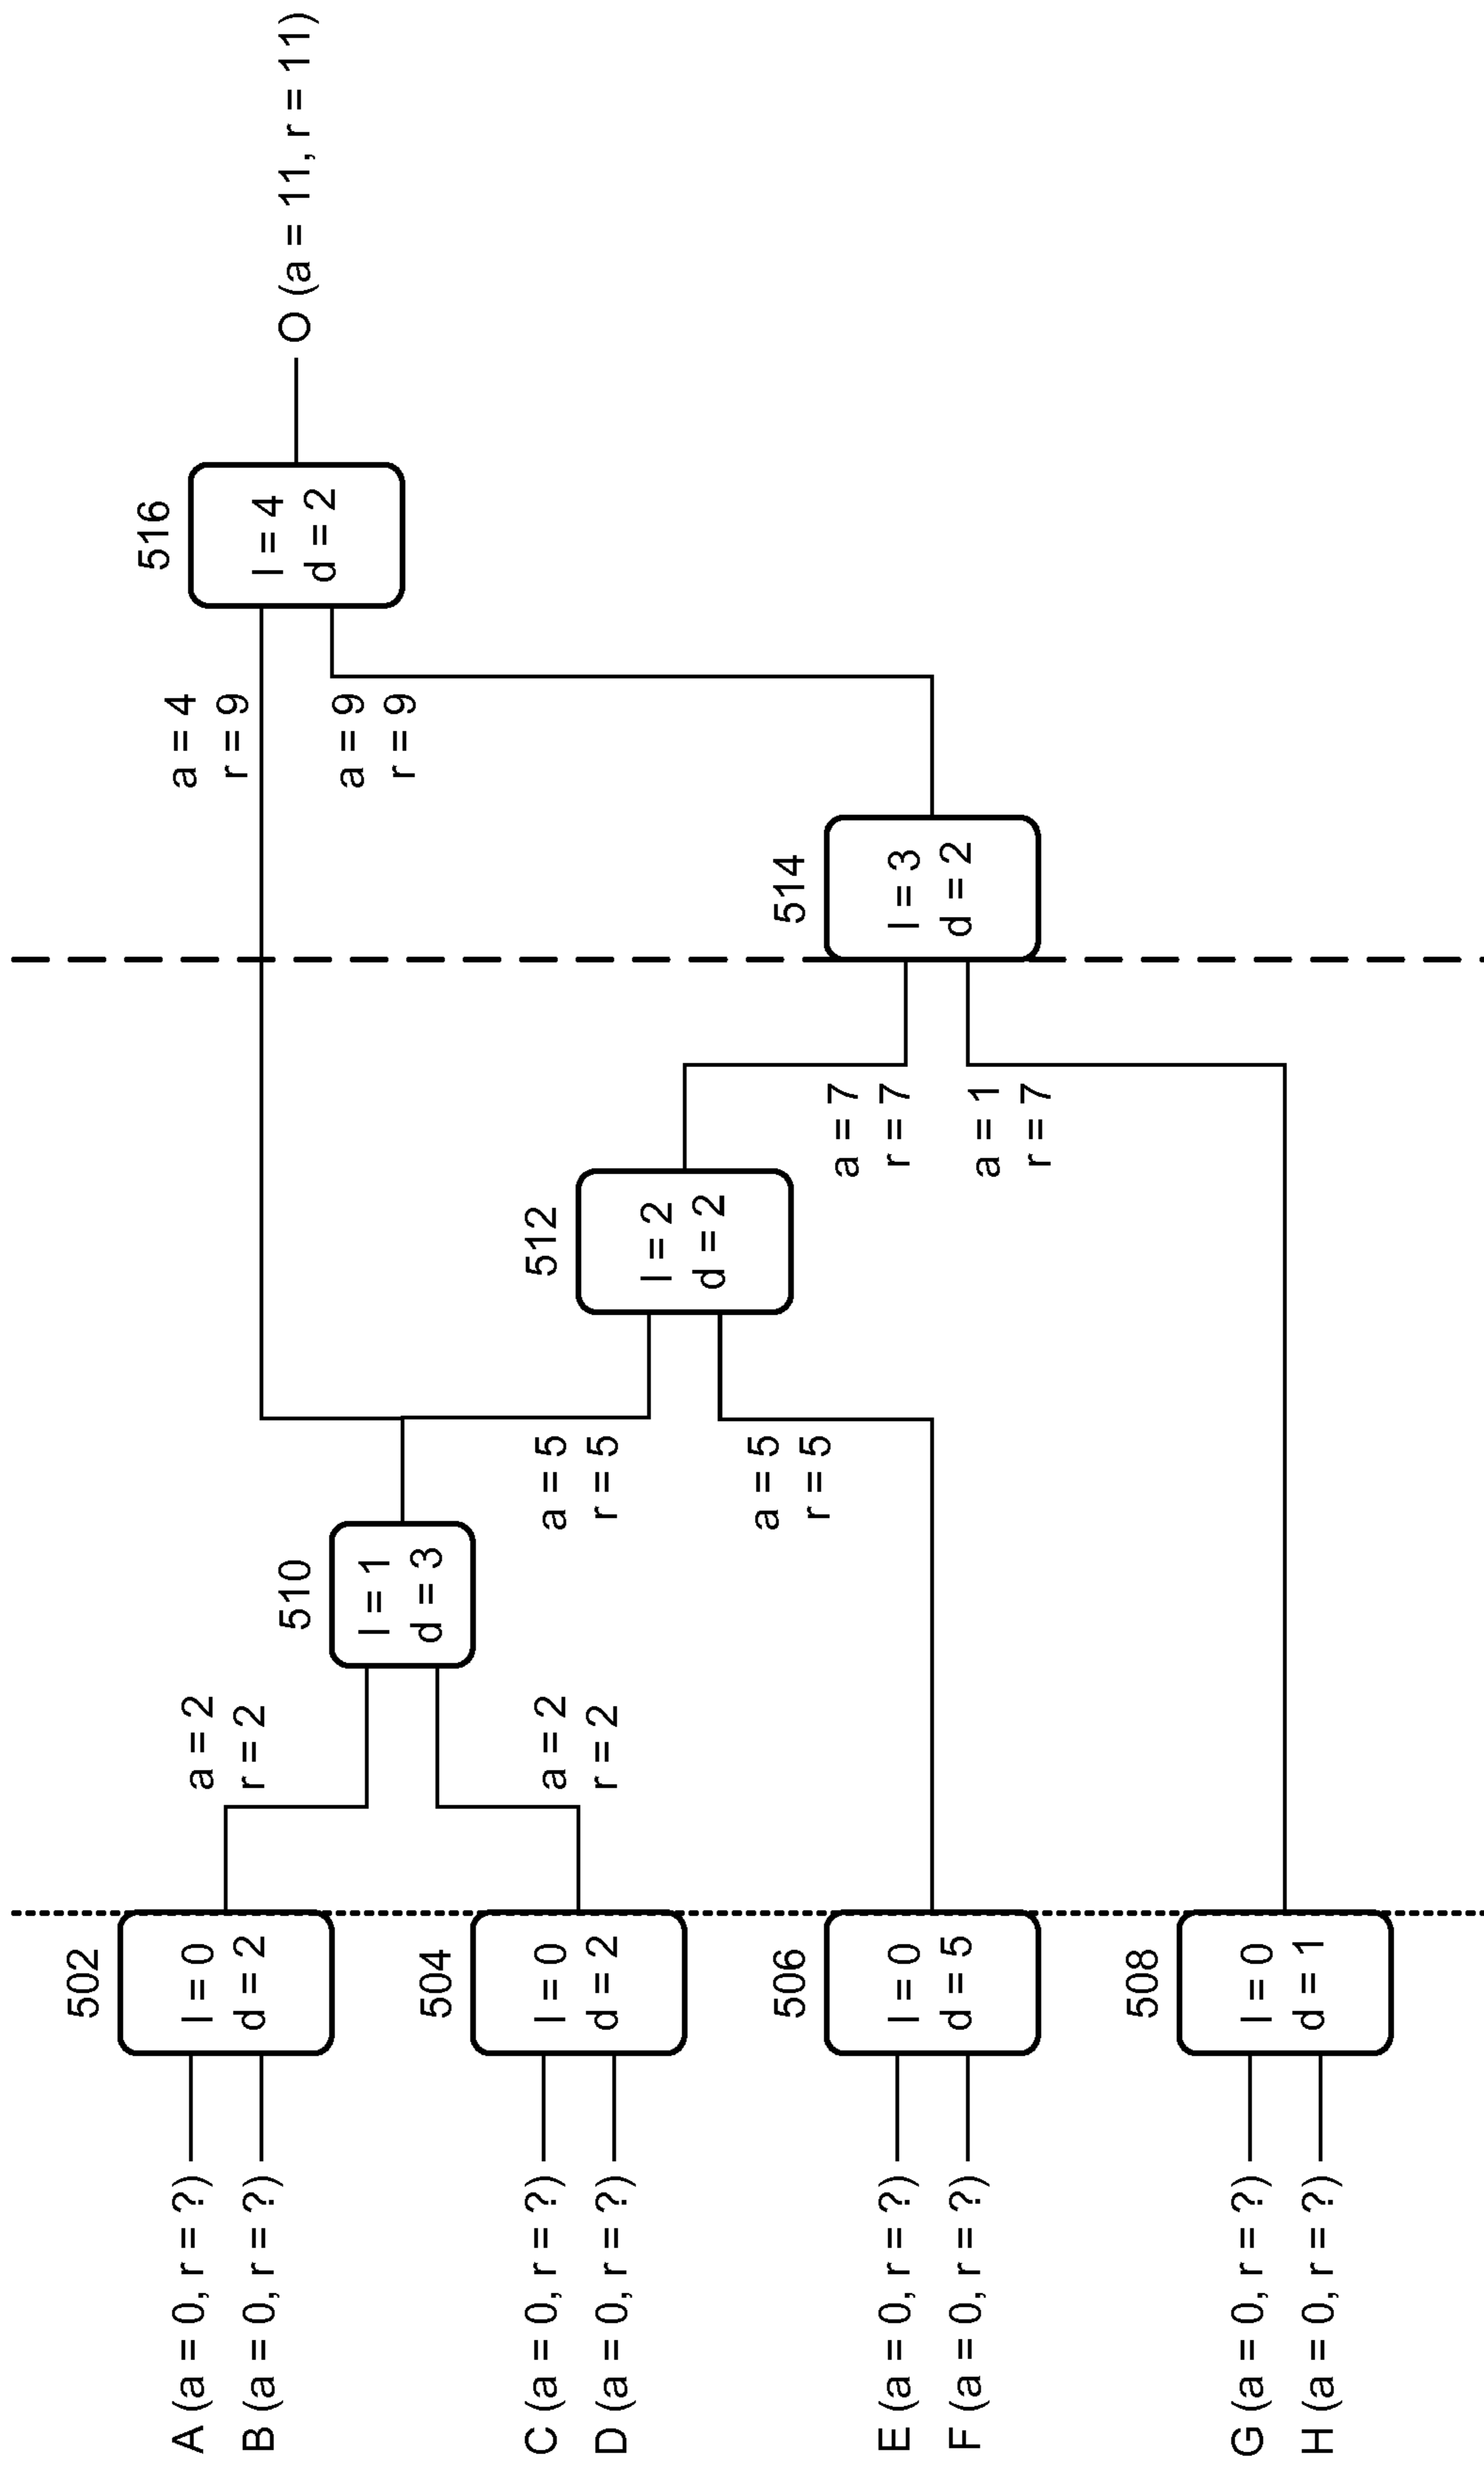 A (a = 0, r = ?)
B (a = 0, r = ?)
C (a = 0, r = ?)
D (a = 0, r = ?)
E (a = 0, r = ?)
F (a = 0, r = ?)
G (a = 0, r = ?)
H (a = 0, r = ?)
502
l = 0
d = 2
504
l = 0
d = 2
506
l = 0
d = 5
508
l = 0
d = 1
a = 2
r = 2
a = 2
r = 2
510
l = 1
d = 3
a = 5
r = 5
a = 5
r = 5
512
l = 2
d = 2
a = 7
r = 7
a = 1
r = 7
514
l = 3
d = 2
a = 4
r = 9
a = 9
r = 9
516
l = 4
d = 2
O (a = 11, r = 11)